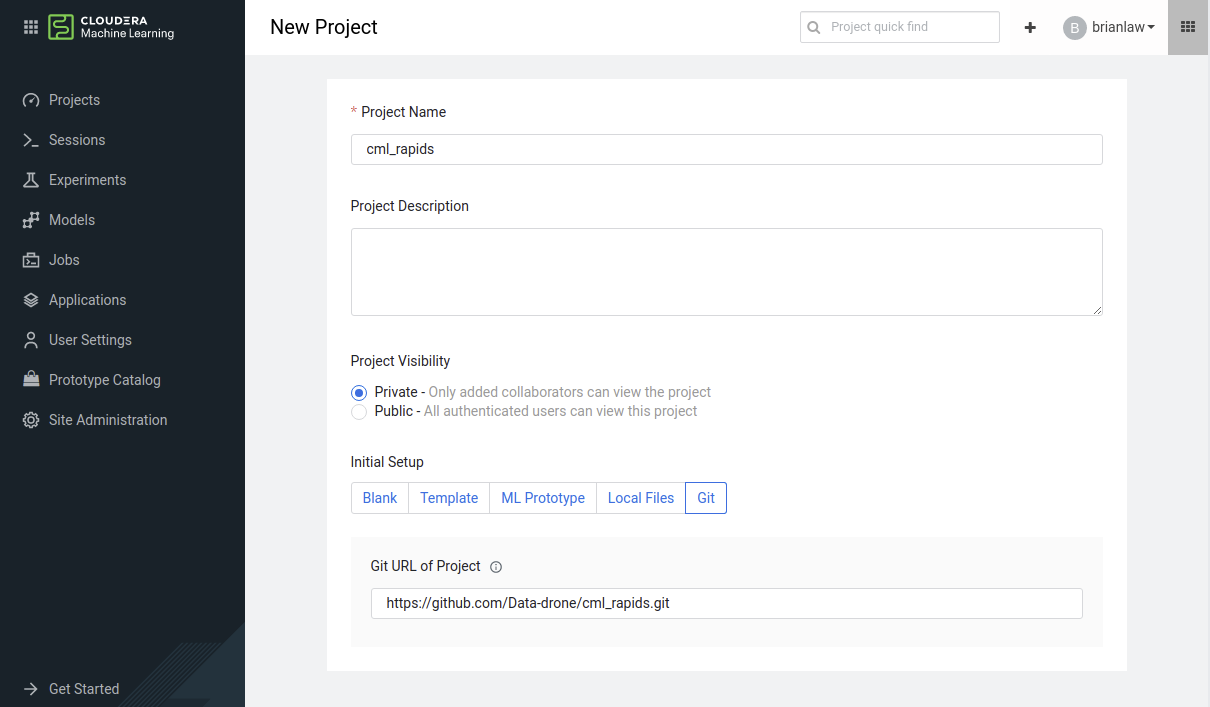 CLOUDERA
Machine Learning
New Project
Project quick find
B brianlaw
Projects
Sessions
Experiments
Models
Jobs
Applications
User Settings
Prototype Catalog
Site Administration
Get Started
* Project Name
cml_rapids
Project Description
Project Visibility
Private - Only added collaborators can view the project
Public - All authenticated users can view this project
Initial Setup
Blank Template ML Prototype Local Files Git
Git URL of Project
https://github.com/Data-drone/cml_rapids.git